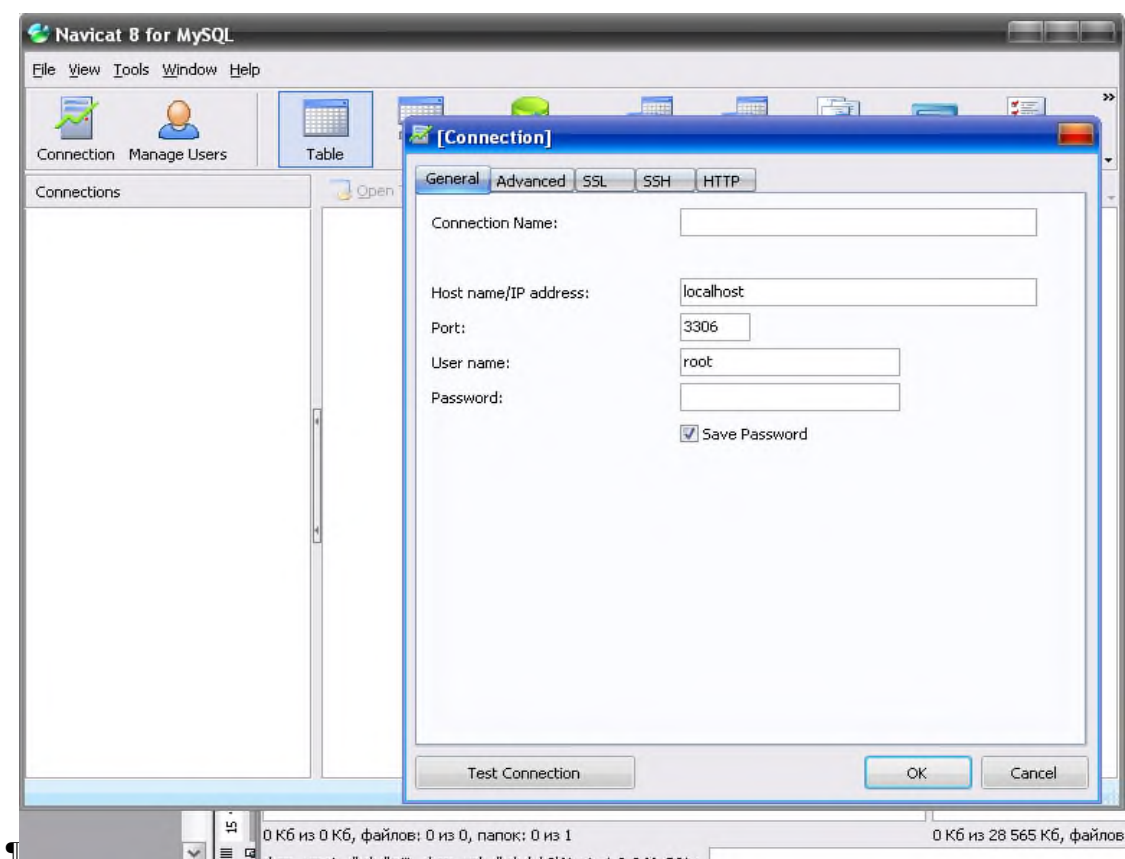 Navicat 8 for MySQL
File View Tools Window Help
»
Connection Manage Users Table
[Connection]
Connections
Open
General Advanced SSL SSH HTTP
Connection Name:
Host name/IP address: localhost
Port: 3306
User name: root
Password:
Save Password
Test Connection OK Cancel
15
0 Кб из 0 Кб, файлов: 0 из 0, папок: 0 из 1
0 Кб из 28 565 Кб, файлов
¶